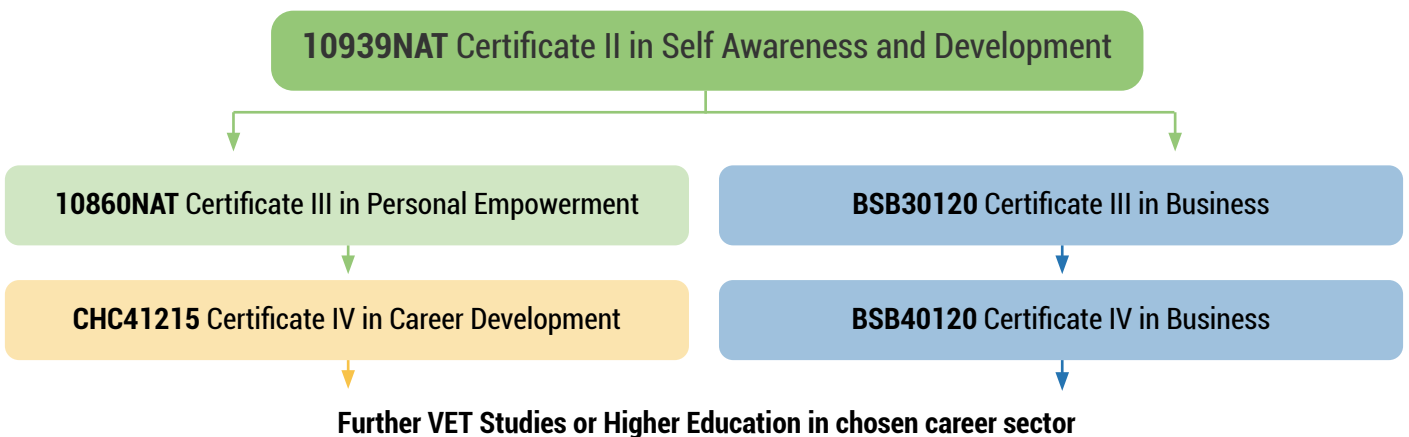 10939NAT Certificate II in Self Awareness and Development
10860NAT Certificate III in Personal Empowerment
BSB30120 Certificate III in Business
CHC41215 Certificate IV in Career Development
BSB40120 Certificate IV in Business
Further VET Studies or Higher Education in chosen career sector